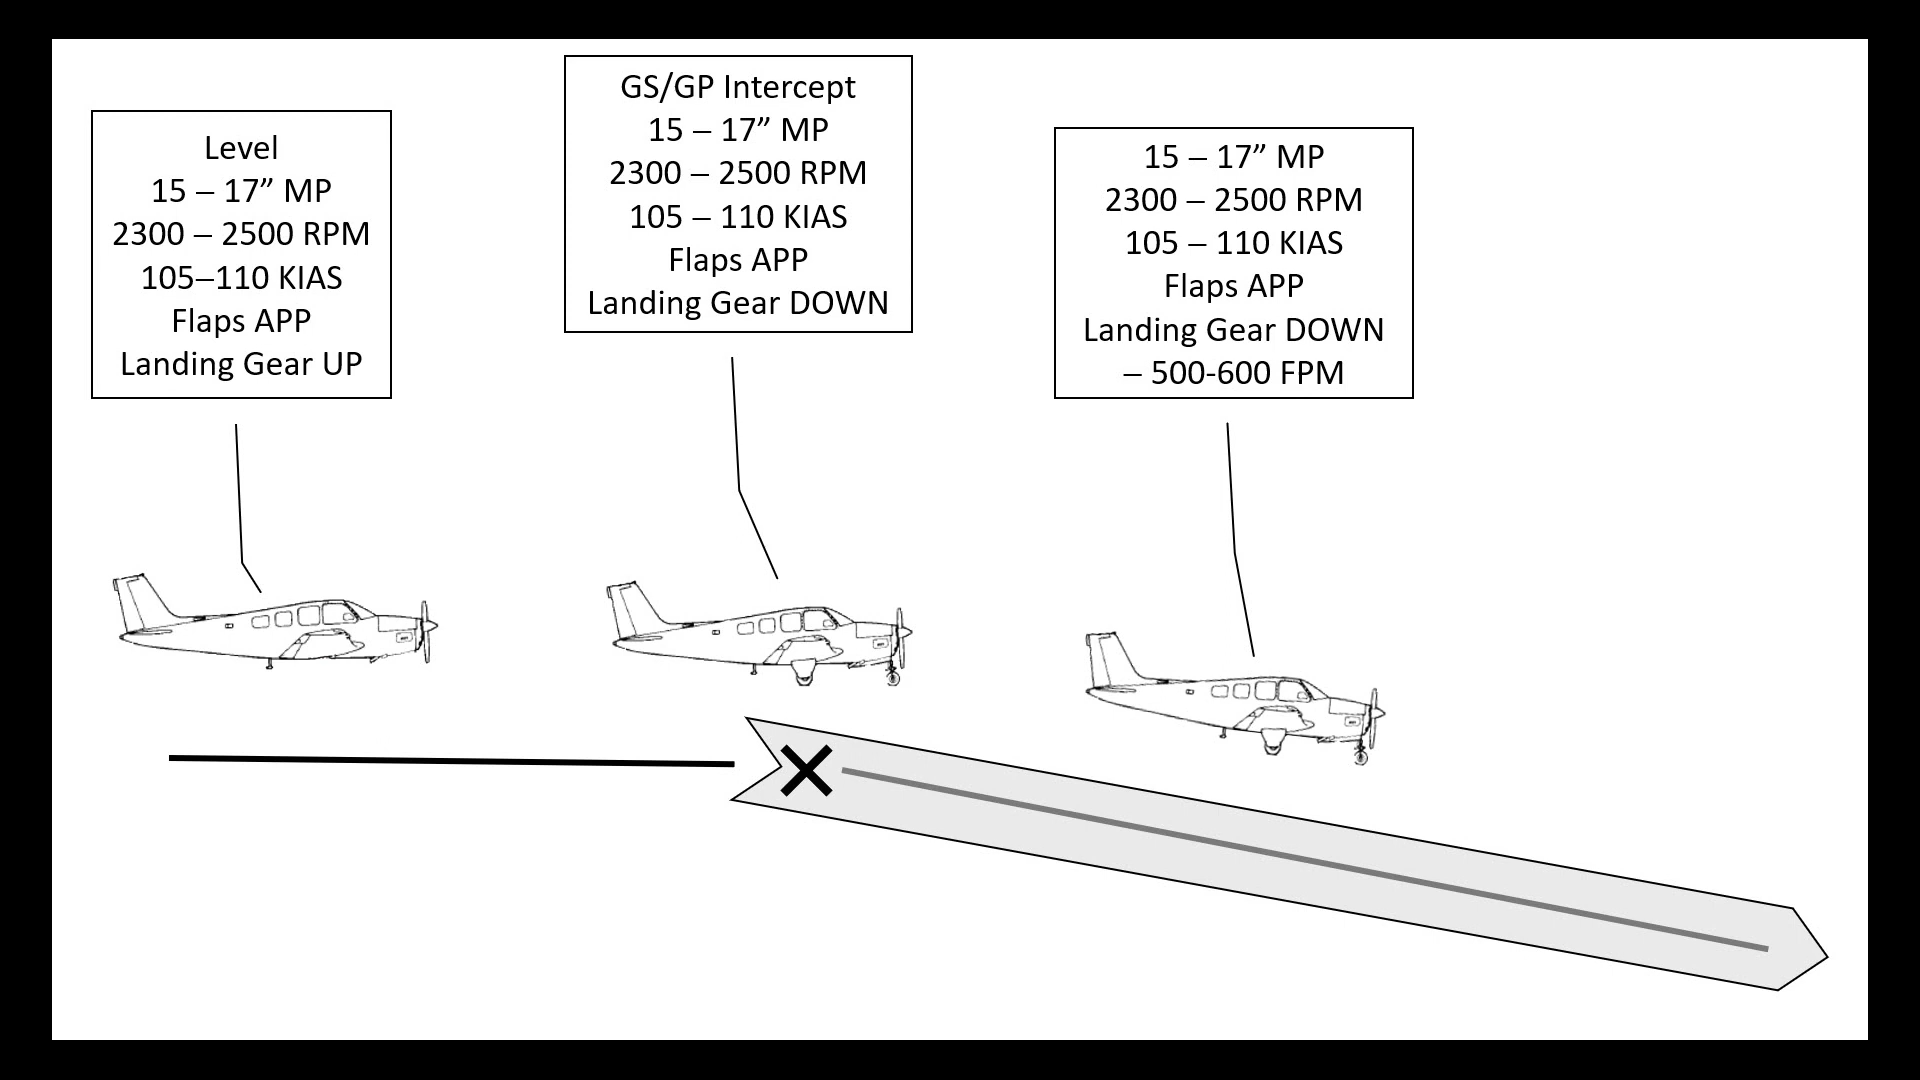 Level
15 – 17” MP
2300 – 2500 RPM
105–110 KIAS
Flaps APP
Landing Gear UP
GS/GP Intercept
15 – 17” MP
2300 – 2500 RPM
105 – 110 KIAS
Flaps APP
Landing Gear DOWN
15 – 17” MP
2300 – 2500 RPM
105 – 110 KIAS
Flaps APP
Landing Gear DOWN
– 500-600 FPM